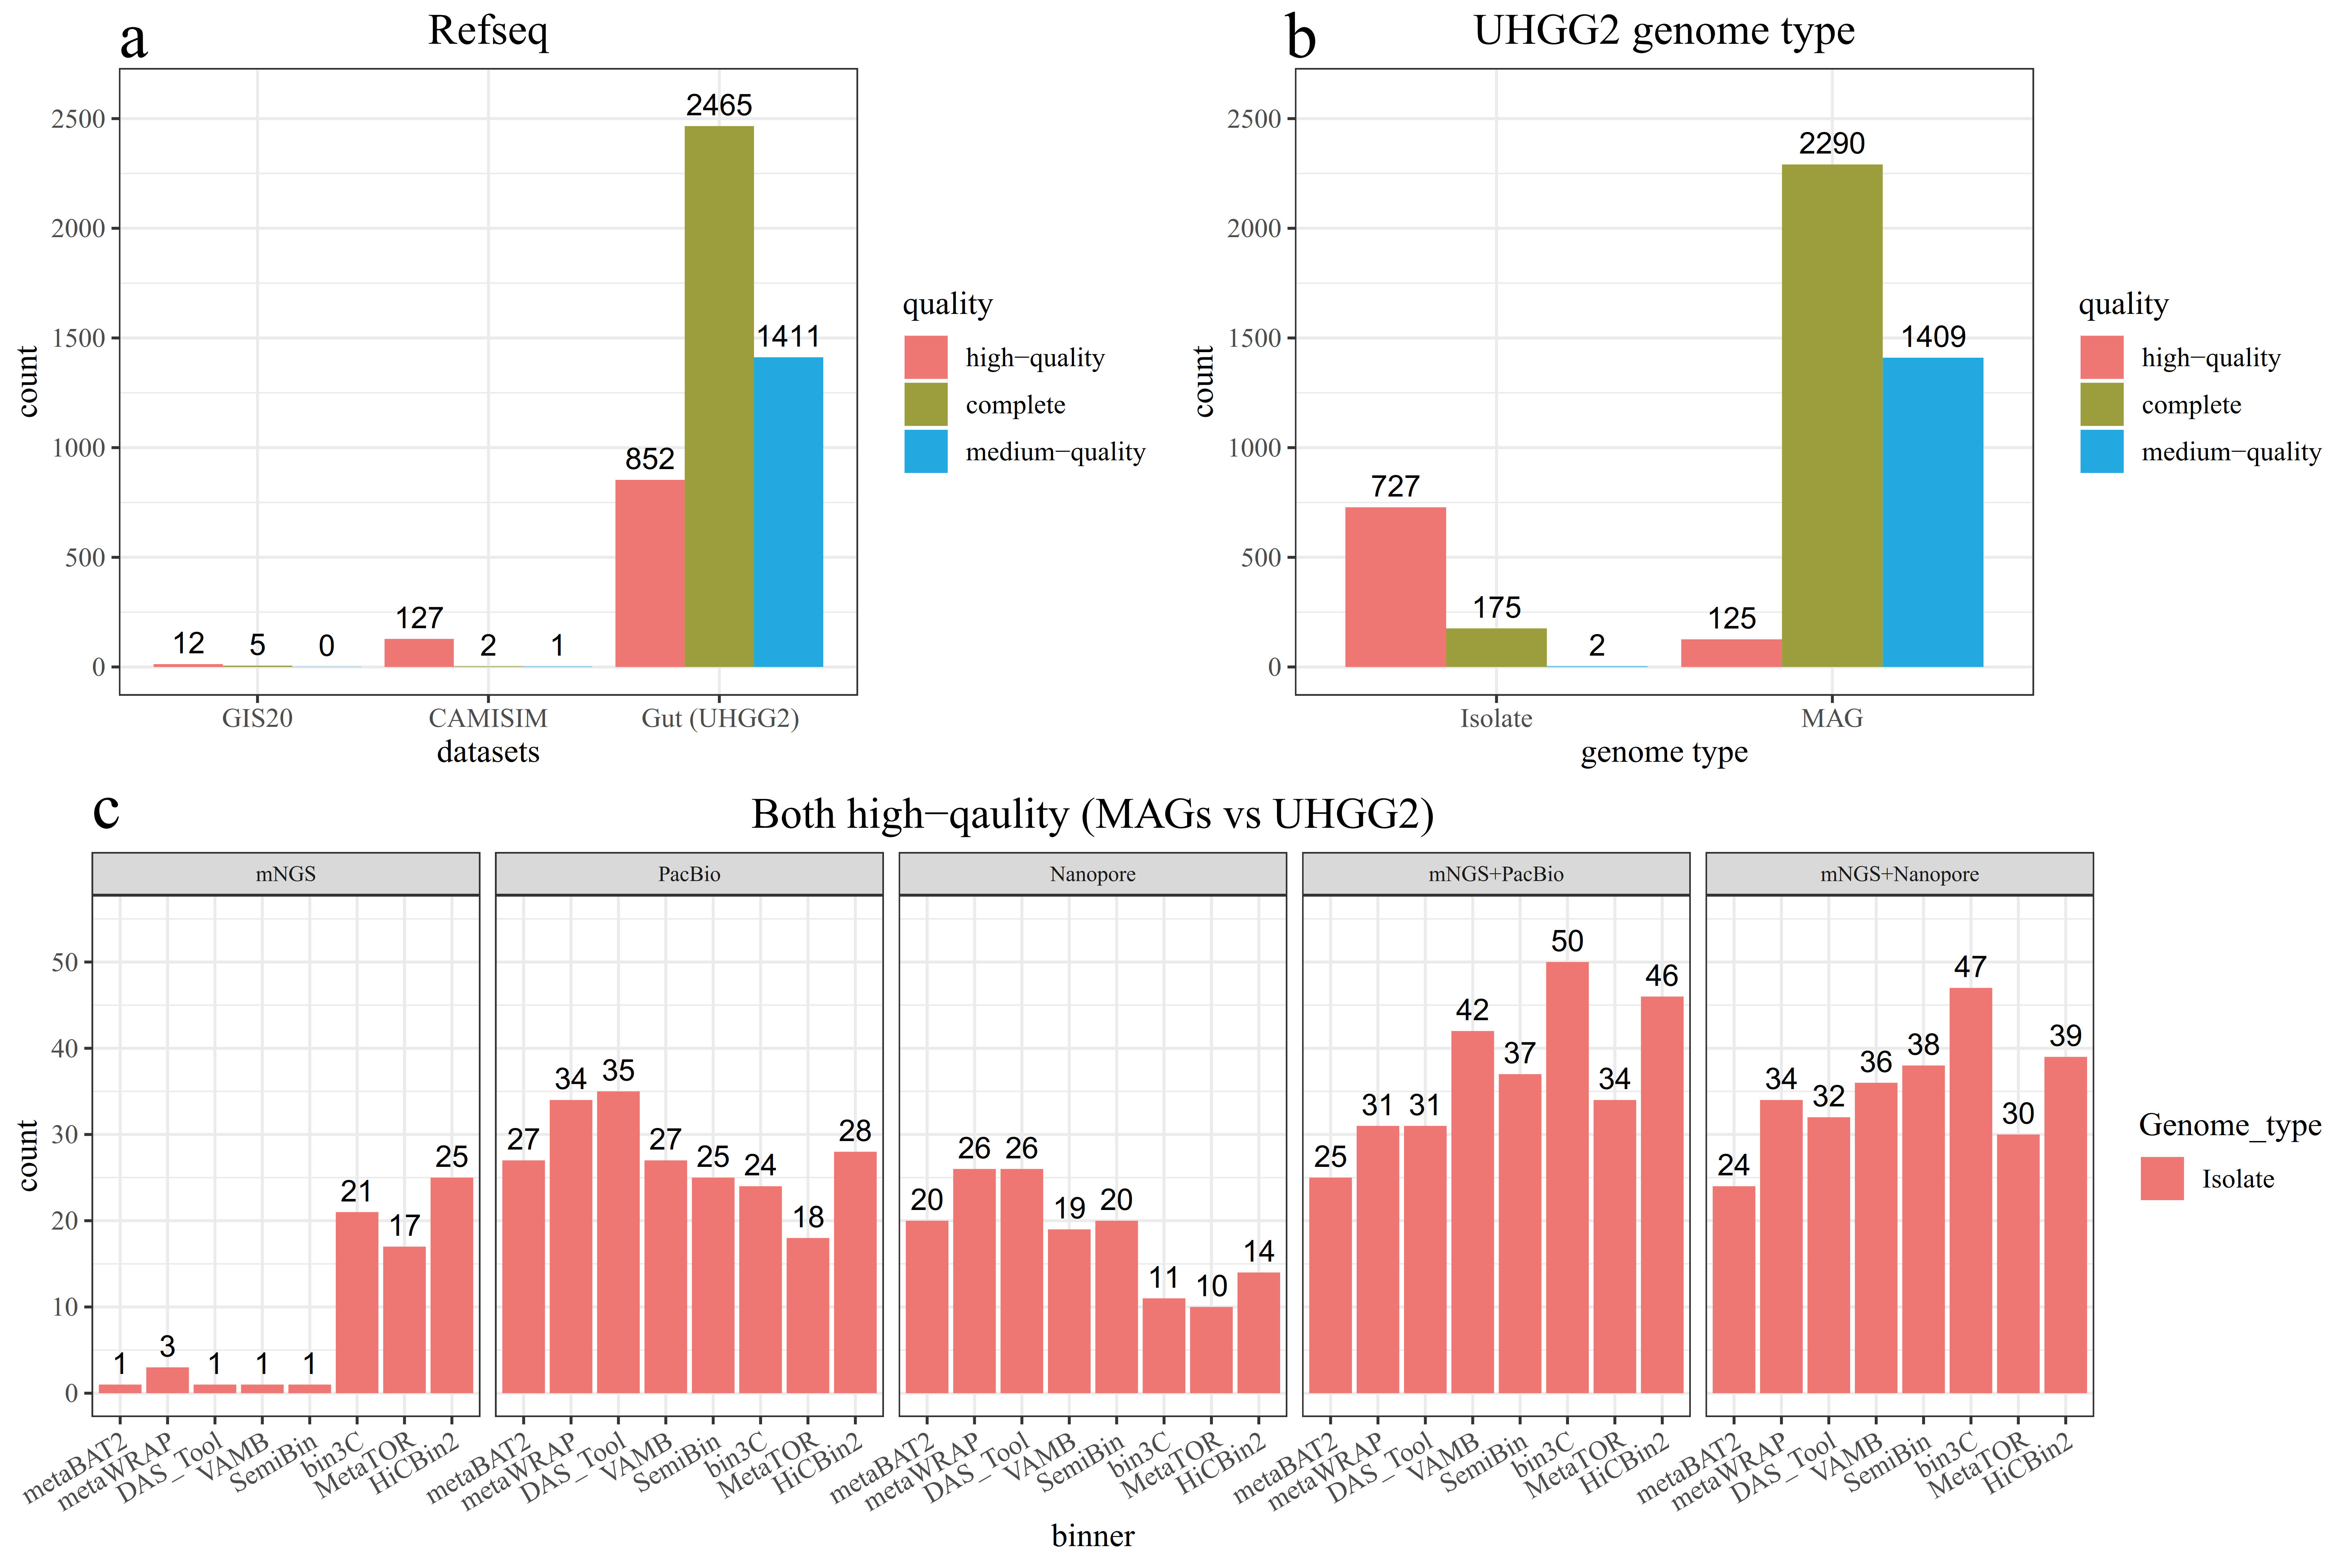 a Refseq
2465
2500
2000
1500
1411
1000
852
500
127
12 5 0 2 1
0
GIS20 CAMISIM Gut (UHGG2)
datasets
count
quality
high−quality
complete
medium−quality
b UHGG2 genome type
2500
2290
2000
1500
1409
1000
727
500
175
125
2
0
Isolate MAG
genome type
count
quality
high−quality
complete
medium−quality
c Both high−qaulity (MAGs vs UHGG2)
mNGS PacBio Nanopore mNGS+PacBio mNGS+Nanopore
count
50
40
30
20
10
0
1 3 1 1 1 21 17 25
27 34 35 27 25 24 18 28
20 26 26 19 20 11 10 14
25 31 31 42 37 50 34 46
24 34 32 36 38 47 30 39
metaBAT2 metaWRAP DAS_Tool VAMB SemiBin bin3C MetaTOR HiCBin2
metaBAT2 metaWRAP DAS_Tool VAMB SemiBin bin3C MetaTOR HiCBin2
metaBAT2 metaWRAP DAS_Tool VAMB SemiBin bin3C MetaTOR HiCBin2
metaBAT2 metaWRAP DAS_Tool VAMB SemiBin bin3C MetaTOR HiCBin2
metaBAT2 metaWRAP DAS_Tool VAMB SemiBin bin3C MetaTOR HiCBin2
binner
Genome_type
Isolate